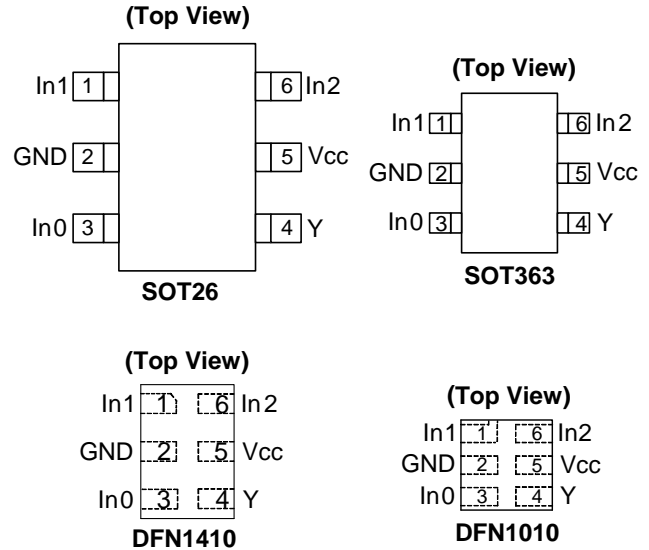 (Top View)
In1 1 6 In2
GND 2 5 Vcc
In0 3 4 Y
SOT26
(Top View)
In1 1 6 In2
GND 2 5 Vcc
In0 3 4 Y
SOT363
(Top View)
In1 1 6 In2
GND 2 5 Vcc
In0 3 4 Y
DFN1410
(Top View)
In1 1 6 In2
GND 2 5 Vcc
In0 3 4 Y
DFN1010